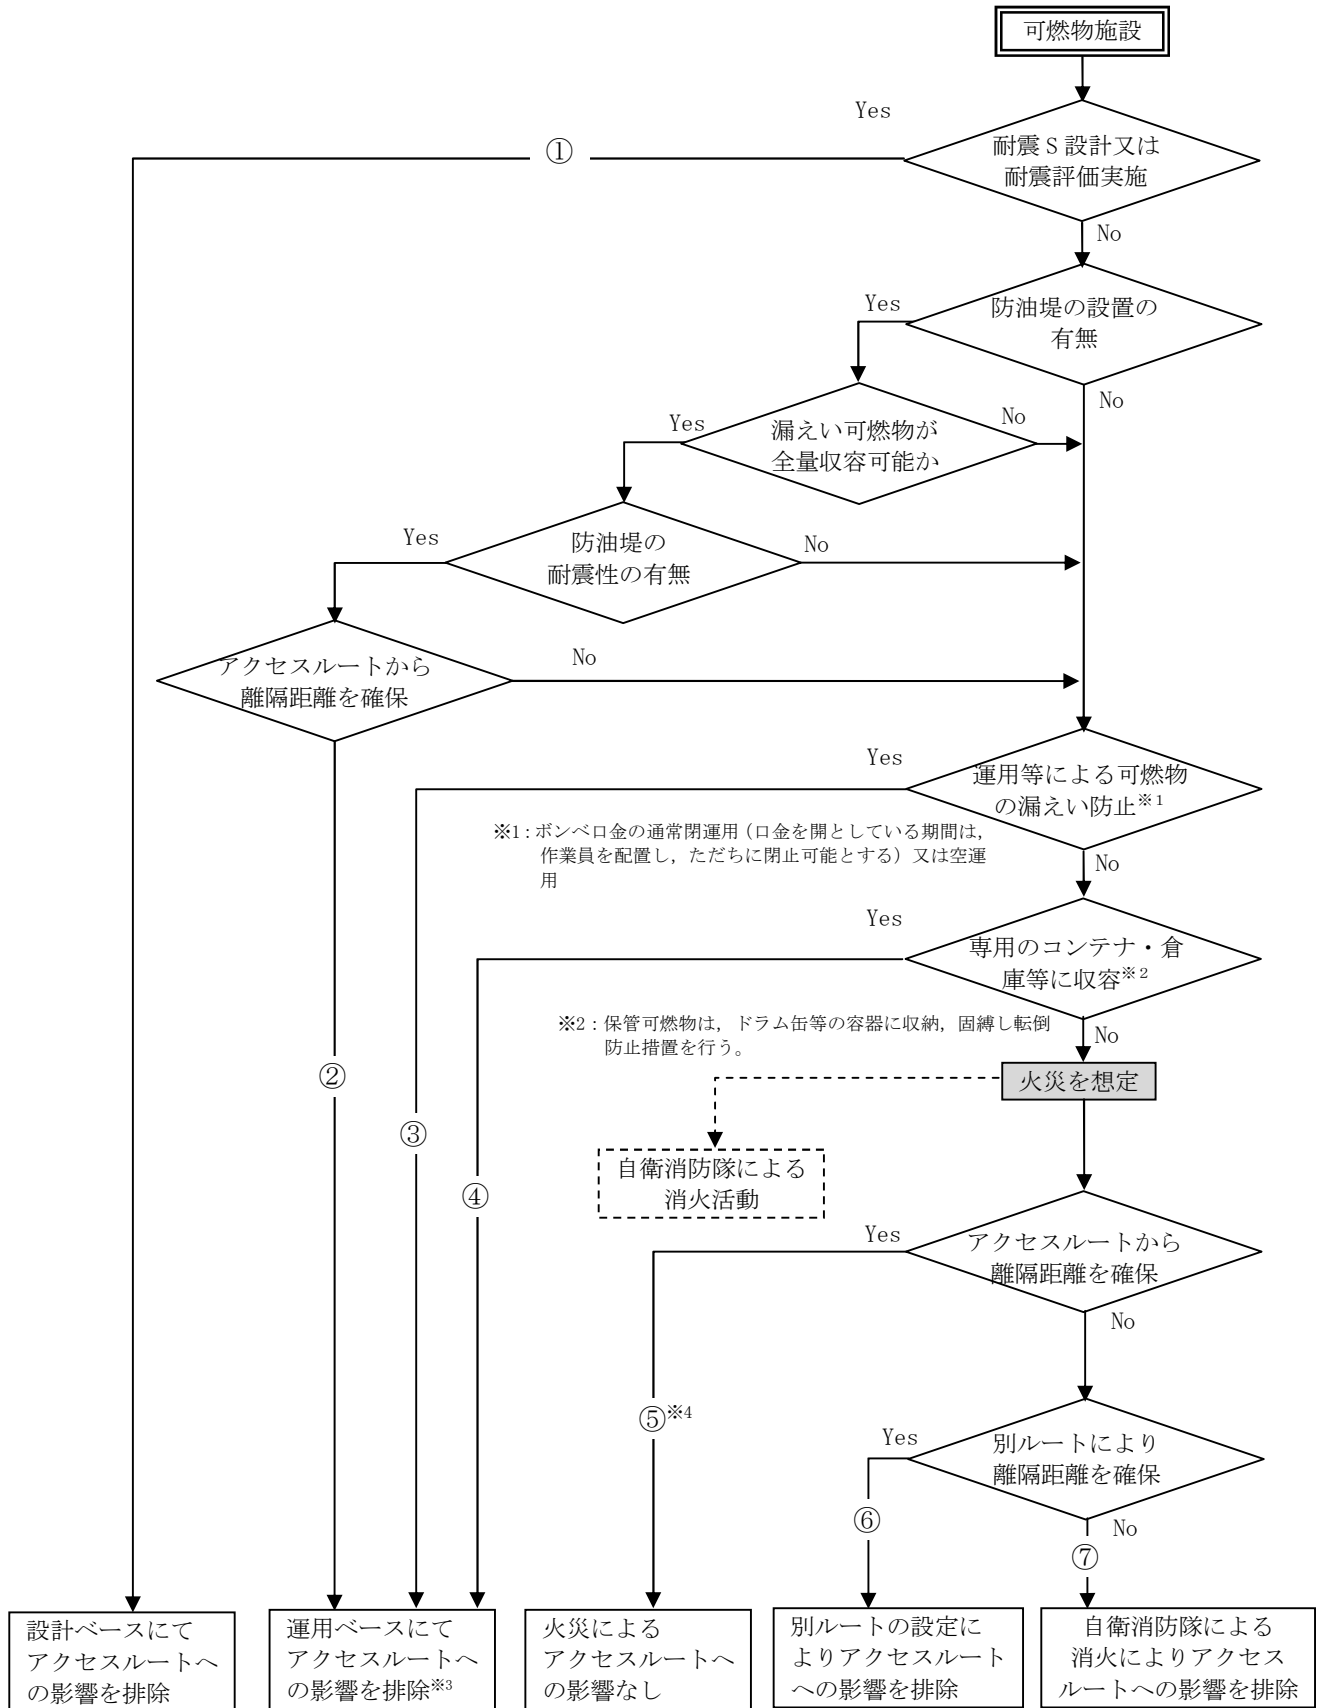 可燃物施設
Yes
①
耐震Ｓ設計又は
耐震評価実施
No
Yes
防油堤の設置の
有無
No
Yes
漏えい可燃物が
全量収容可能か
No
Yes
防油堤の
耐震性の有無
No
アクセスルートから
離隔距離を確保
No
Yes
運用等による可燃物
の漏えい防止※1
※1：ボンベ口金の通常閉運用（口金を開としている期間は，
作業員を配置し，ただちに閉止可能とする）又は空運
用
No
Yes
専用のコンテナ・倉
庫等に収容※2
※2：保管可燃物は，ドラム缶等の容器に収納，固縛し転倒
防止措置を行う。
No
火災を想定
②
③
④
自衛消防隊による
消火活動
Yes
アクセスルートから
離隔距離を確保
No
⑤※4
Yes
別ルートにより
離隔距離を確保
⑥
No
⑦
設計ベースにて
アクセスルートへ
の影響を排除
運用ベースにて
アクセスルートへ
の影響を排除※3
火災による
アクセスルートへ
の影響なし
別ルートの設定に
よりアクセスルート
への影響を排除
自衛消防隊による
消火によりアクセス
ルートへの影響を排除